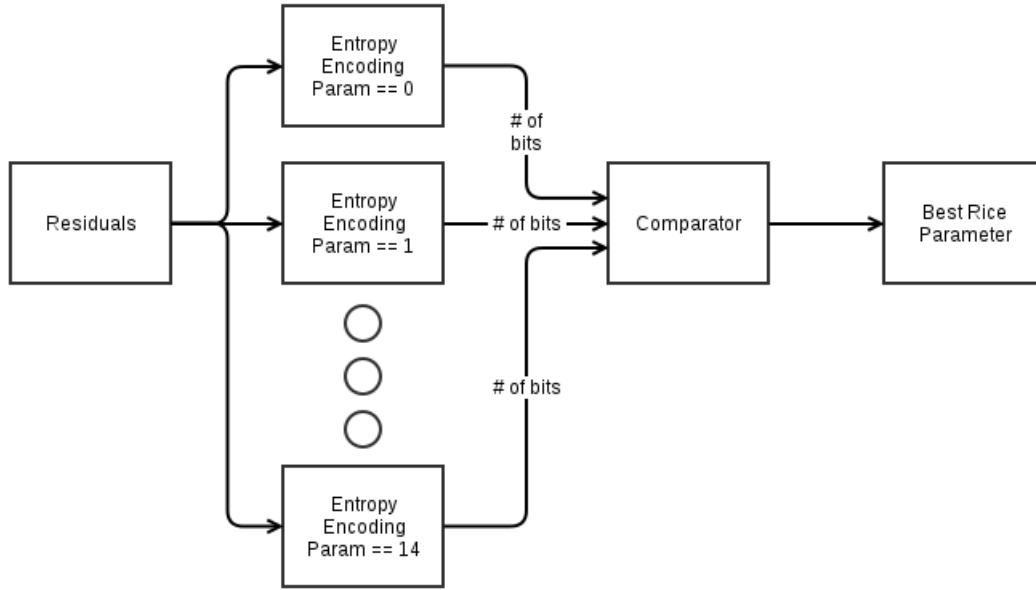 Entropy
Encoding
Param == 0
# of
bits
Residuals
Entropy
Encoding
Param == 1
# of bits
Comparator
Best Rice
Parameter
# of bits
Entropy
Encoding
Param == 14